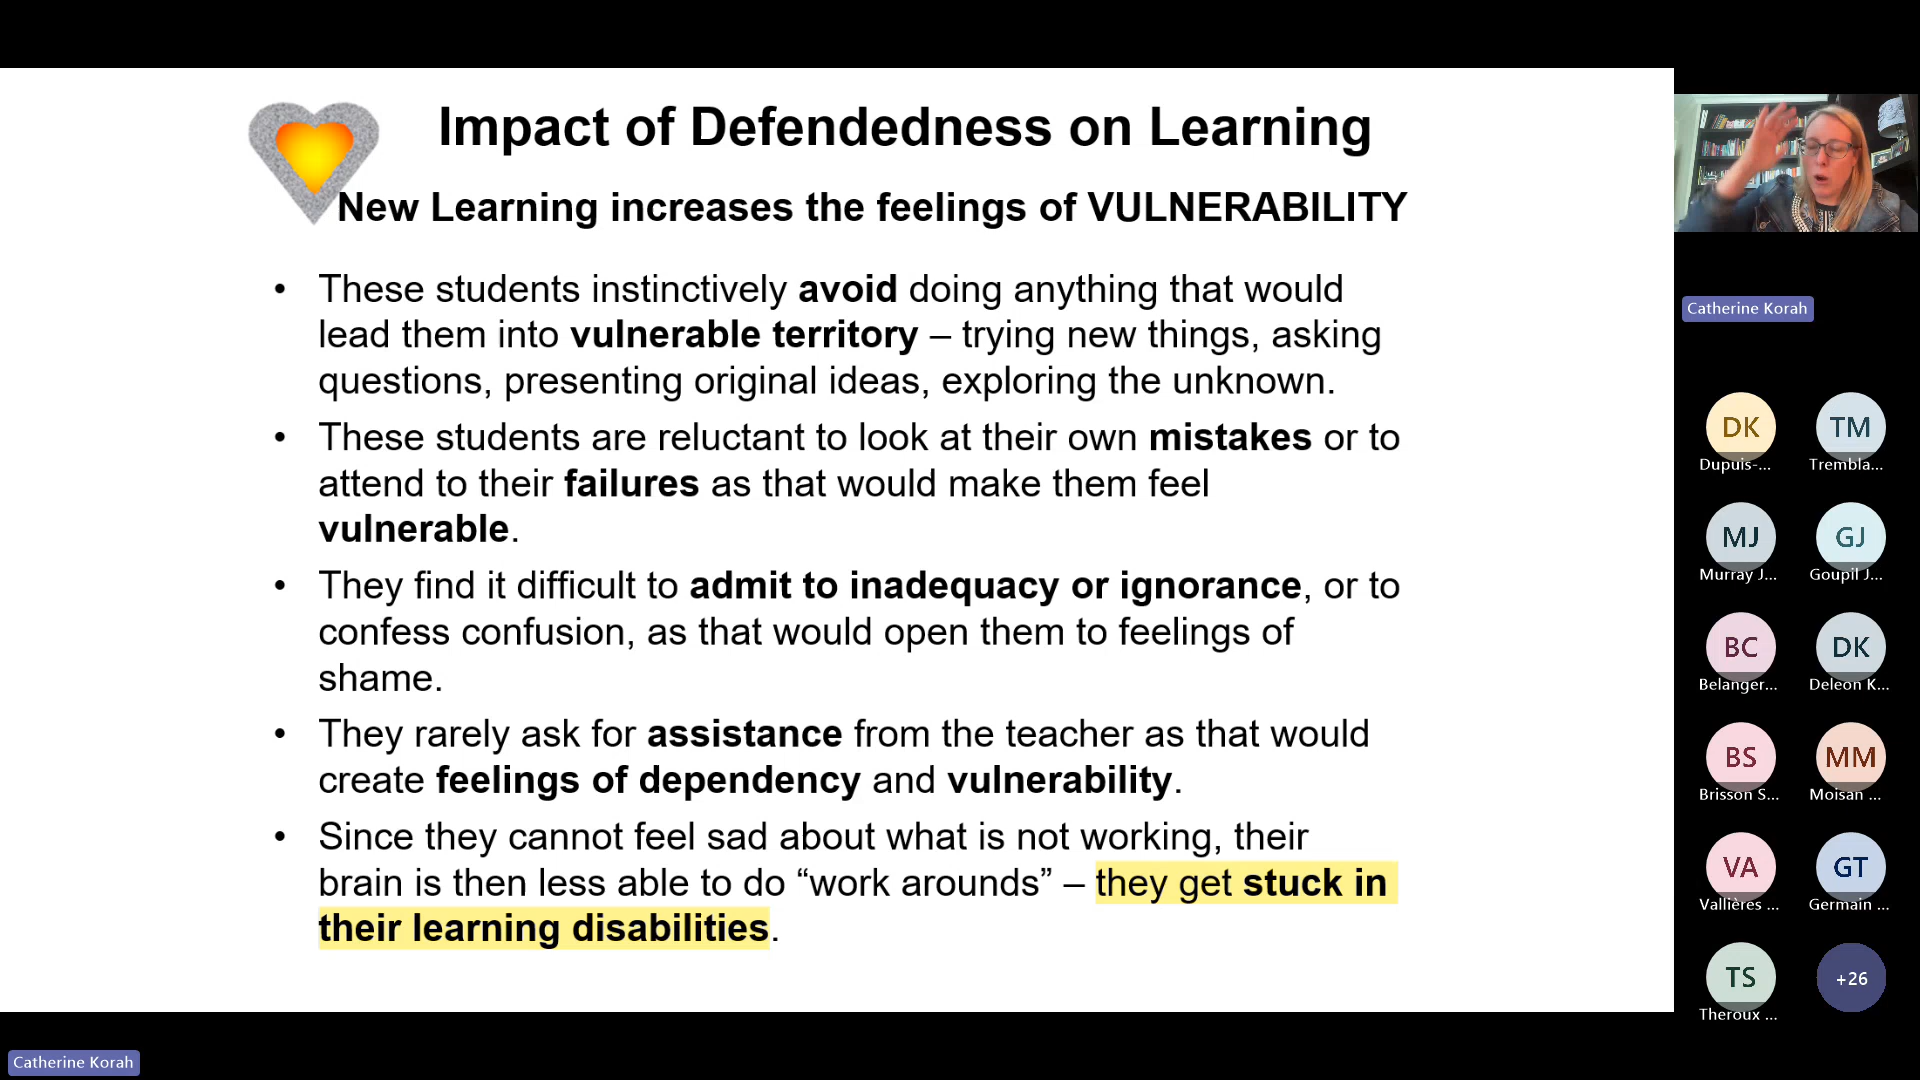 Impact of Defendedness on Learning
New Learning increases the feelings of VULNERABILITY
• These students instinctively avoid doing anything that would
lead them into vulnerable territory – trying new things, asking
questions, presenting original ideas, exploring the unknown.
• These students are reluctant to look at their own mistakes or to
attend to their failures as that would make them feel
vulnerable.
• They find it difficult to admit to inadequacy or ignorance, or to
confess confusion, as that would open them to feelings of
shame.
• They rarely ask for assistance from the teacher as that would
create feelings of dependency and vulnerability.
• Since they cannot feel sad about what is not working, their
brain is then less able to do “work arounds” – they get stuck in
their learning disabilities.
Catherine Korah
DK
Dupuis-...
TM
Trembla...
MJ
Murray J...
GJ
Goupil J...
BC
Belanger...
DK
Deleon K...
BS
Brisson S...
MM
Moisan ...
VA
Vallières ...
GT
Germain ...
TS
Theroux ...
+26
Catherine Korah